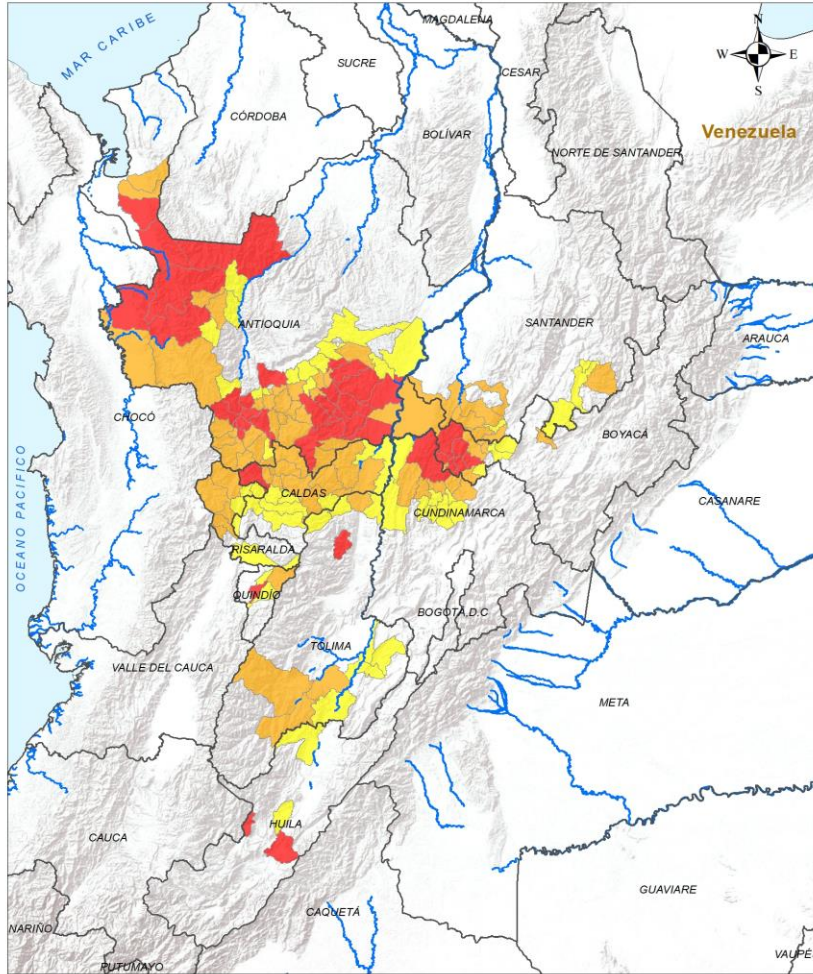 MAGDALENA
N
W E
S
MAR CARIBE
SUCRE
CESAR
CÓRDOBA
BOLÍVAR
Venezuela
NORTE DE SANTANDER
ANTIOQUIA
SANTANDER
ARAUCA
CHOCÓ
BOYACÁ
OCEANO PACIFICO
CALDAS
CUNDINAMARCA
CASANARE
RISARALDA
QUINDÍO
BOGOTÁ, D.C
TOLIMA
VALLE DEL CAUCA
META
HUILA
CAUCA
GUAVIARE
CAQUETÁ
NARIÑO
PUTUMAYO
VAUPÉ